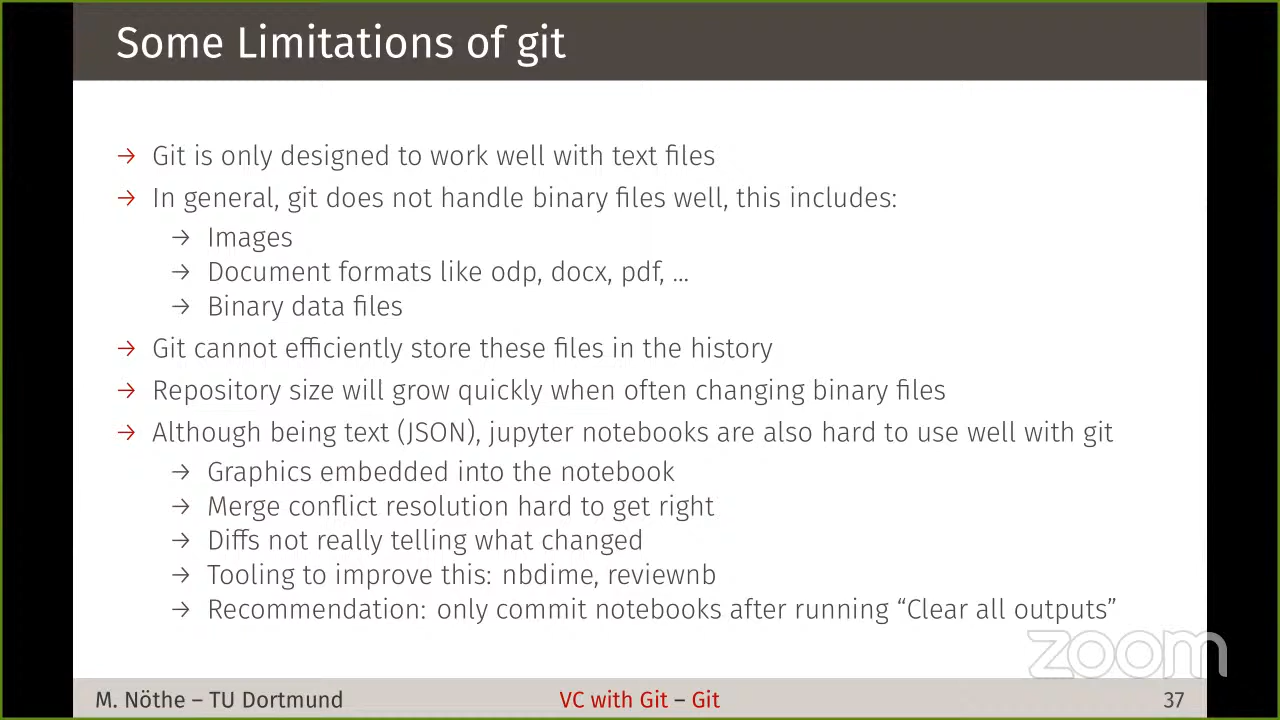 Some Limitations of git
→ Git is only designed to work well with text files
→ In general, git does not handle binary files well, this includes:
→ Images
→ Document formats like odp, docx, pdf, ...
→ Binary data files
→ Git cannot efficiently store these files in the history
→ Repository size will grow quickly when often changing binary files
→ Although being text (JSON), jupyter notebooks are also hard to use well with git
→ Graphics embedded into the notebook
→ Merge conflict resolution hard to get right
→ Diffs not really telling what changed
→ Tooling to improve this: nbdime, reviewnb
→ Recommendation: only commit notebooks after running “Clear all outputs”
zoom
M. Nöthe – TU Dortmund VC with Git – Git 37